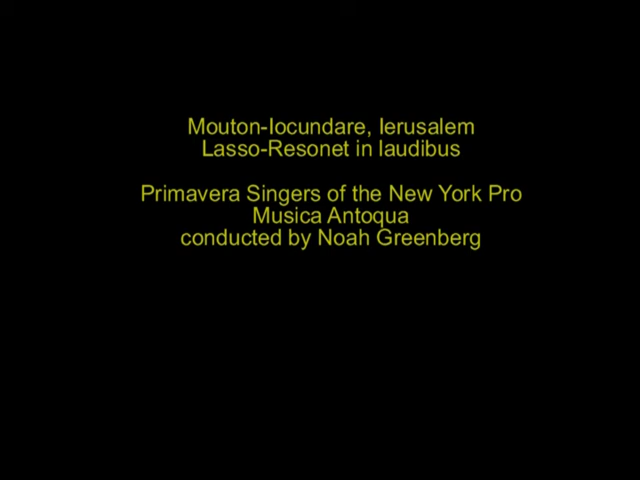 Mouton-Iocundare, Ierusalem
Lasso-Resonet in laudibus
Primavera Singers of the New York Pro
Musica Antoqua
conducted by Noah Greenberg